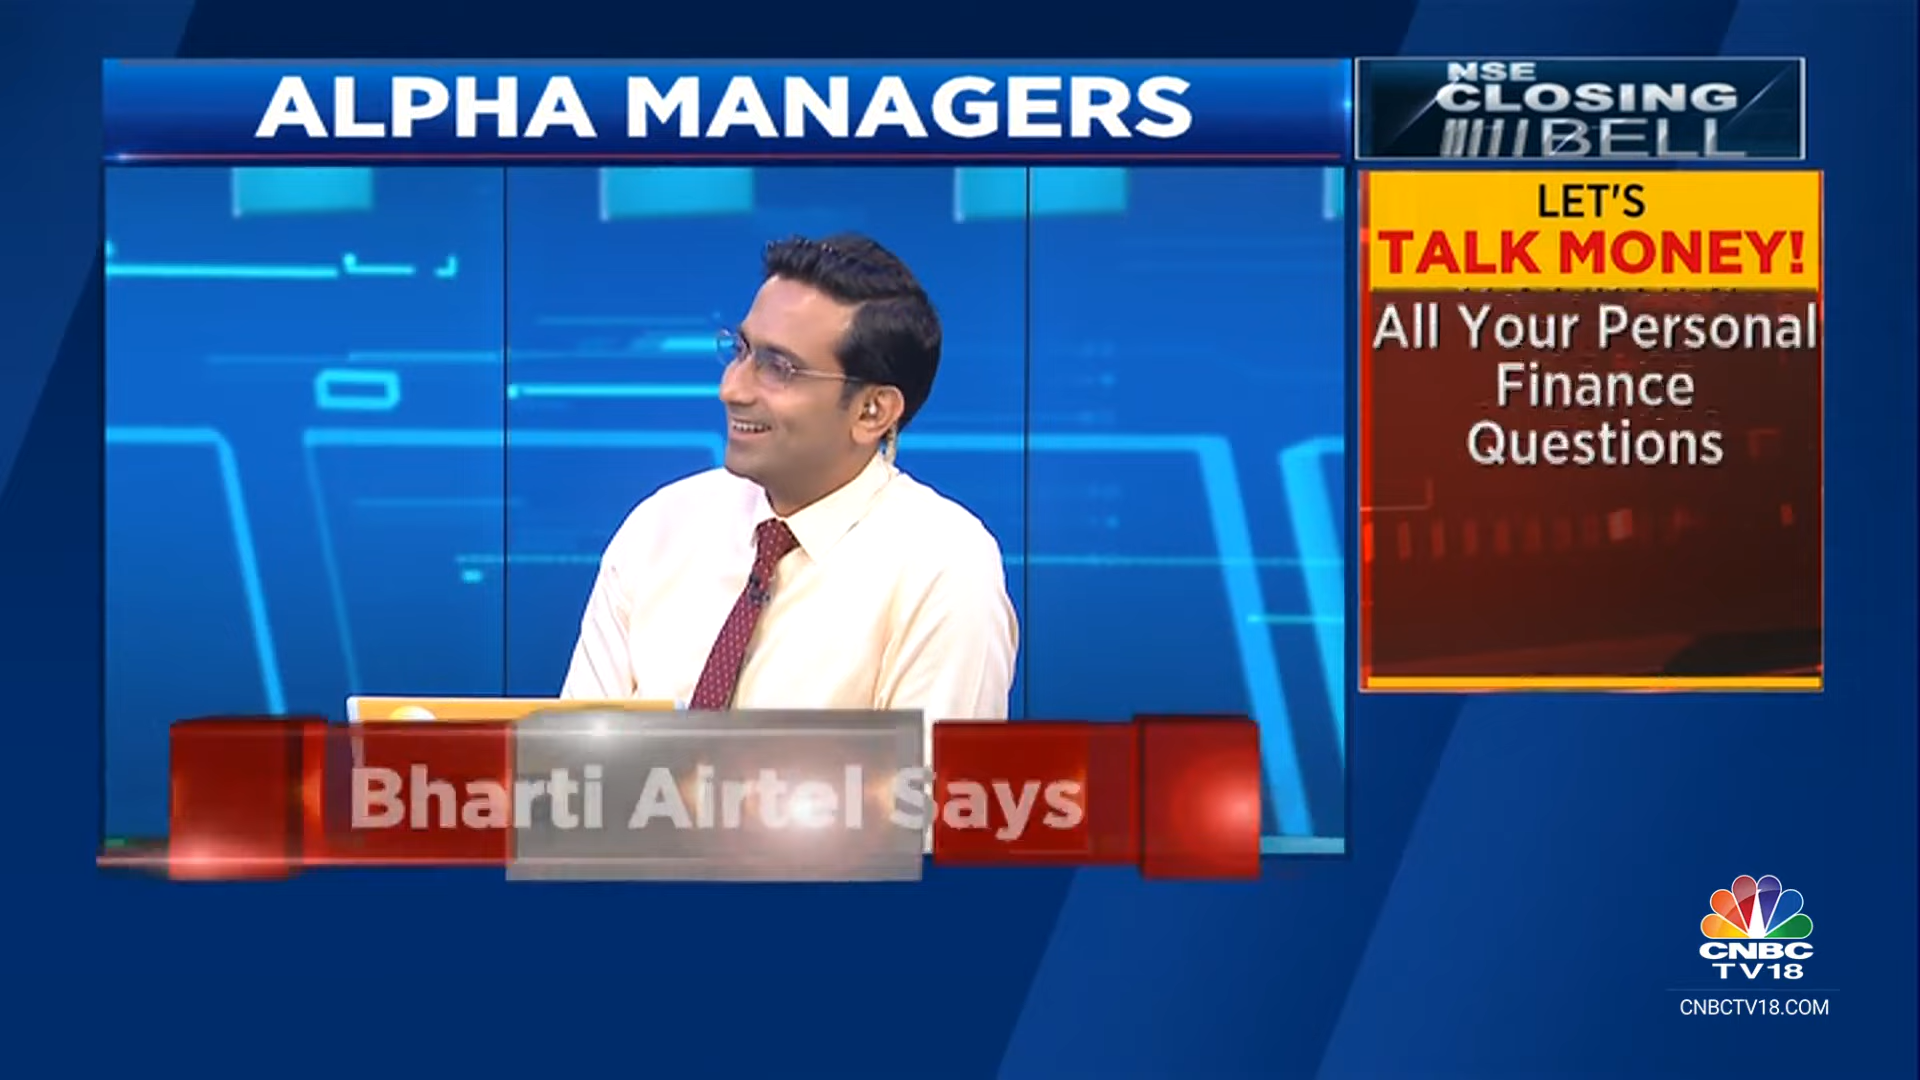 ALPHA MANAGERS
NSE
CLOSING
BELL
LET'S
TALK MONEY!
All Your Personal
Finance
Questions
Bharti Airtel Says
CNBC
TV18
CNBCTV18.COM